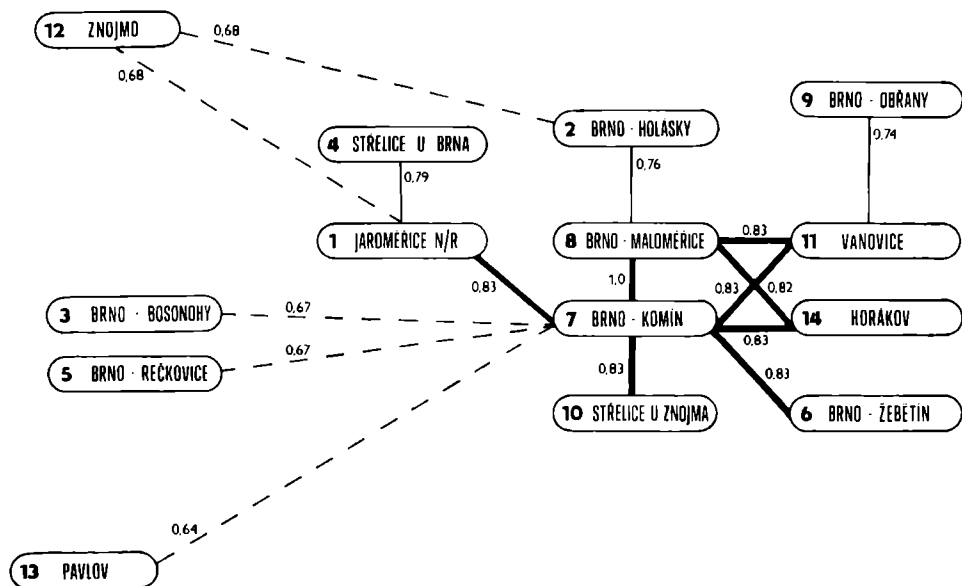 12 ZNOJMO
0,68
0,68
9 BRNO - OBŘANY
2 BRNO - HOLÁSKY
4 STŘELICE U BRNA
0,74
0,76
0,79
1 JAROMĚŘICE N/R
8 BRNO - MALOMĚŘICE
0,83
11 VANOVICE
0,83
1,0
0,83
0,82
3 BRNO - BOSONOHY
0,67
7 BRNO - KOMÍN
14 HORÁKOV
0,83
5 BRNO - ŘEČKOVICE
0,67
0,83
0,83
10 STŘELICE U ZNOJMA
6 BRNO - ŽEBĚTÍN
0,64
13 PAVLOV